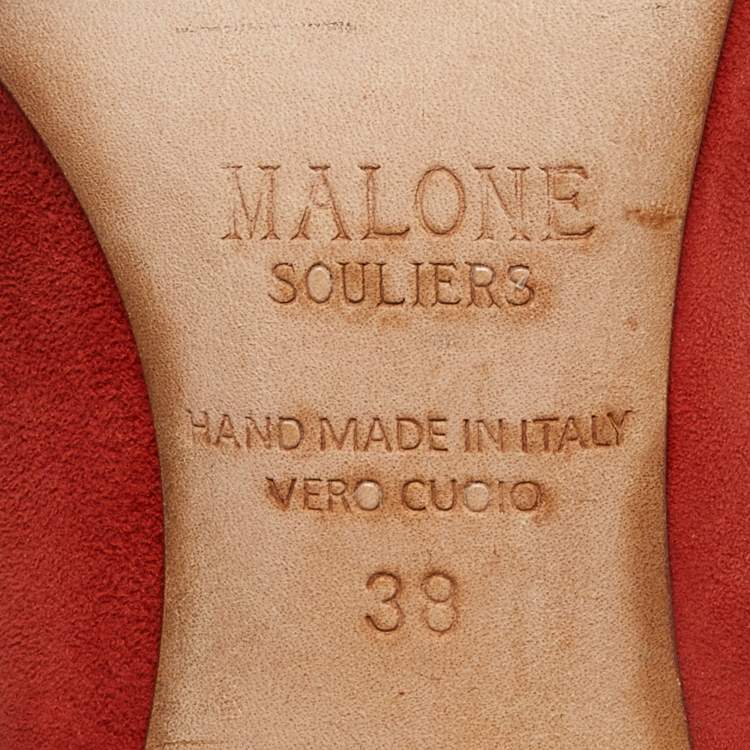 MALONE
SOULIERS
HAND MADE IN ITALY
VERO CUOIO
38